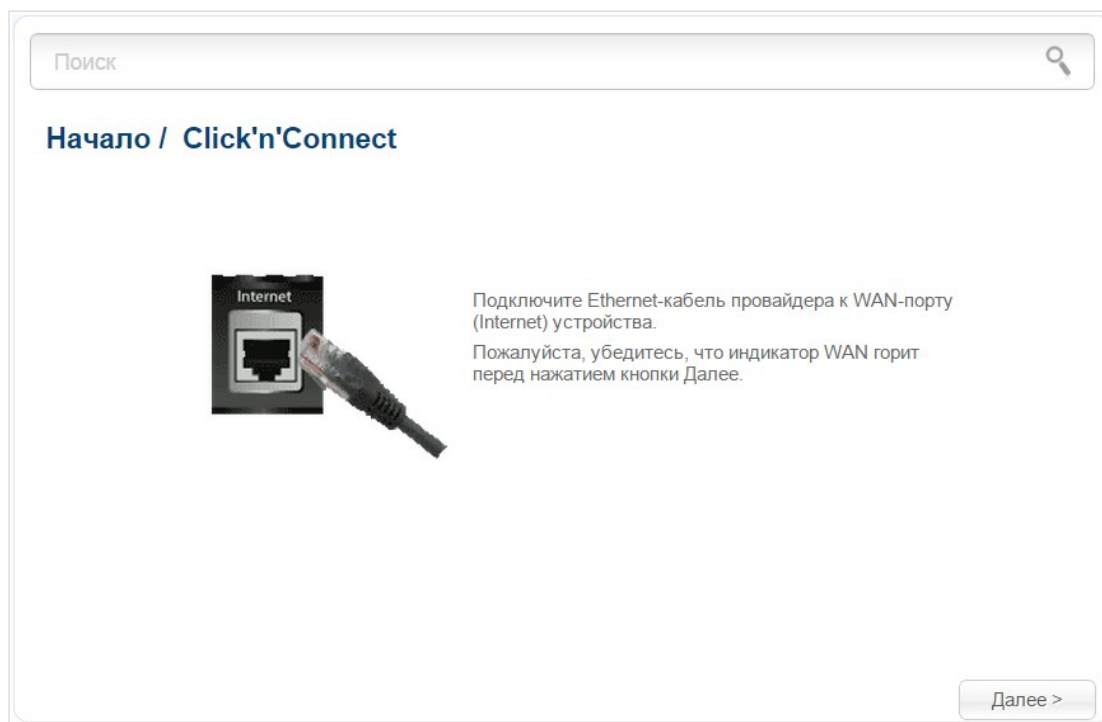 Поиск
Начало / Click'n'Connect
Internet
Подключите Ethernet-кабель провайдера к WAN-порту
(Internet) устройства.
Пожалуйста, убедитесь, что индикатор WAN горит
перед нажатием кнопки Далее.
Далее >